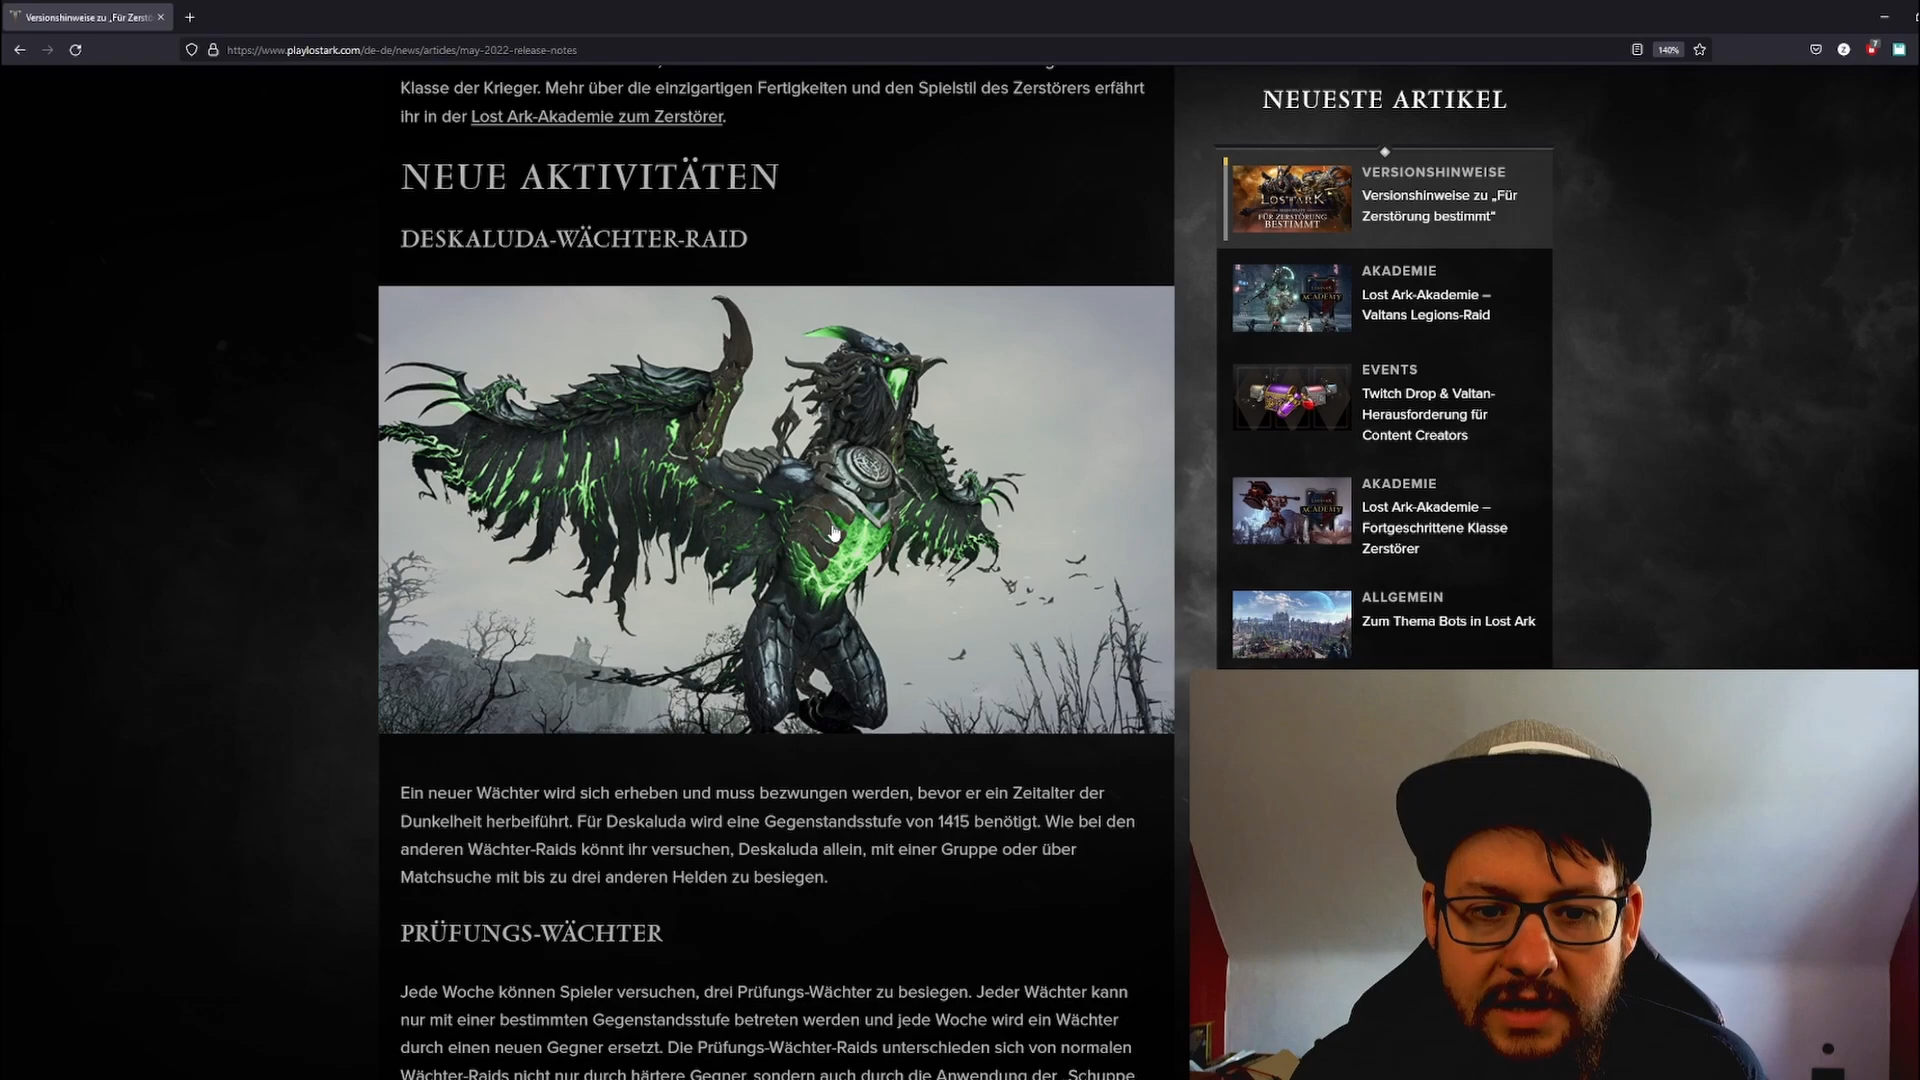 Versionshinweise zu „Für Zerstö
https://www.playlostark.com/de-de/news/articles/may-2022-release-notes
140%
Klasse der Krieger. Mehr über die einzigartigen Fertigkeiten und den Spielstil des Zerstörers erfährt
ihr in der Lost Ark-Akademie zum Zerstörer.
NEUE AKTIVITÄTEN
DESKALUDA-WÄCHTER-RAID
Ein neuer Wächter wird sich erheben und muss bezwungen werden, bevor er ein Zeitalter der
Dunkelheit herbeiführt. Für Deskaluda wird eine Gegenstandsstufe von 1415 benötigt. Wie bei den
anderen Wächter-Raids könnt ihr versuchen, Deskaluda allein, mit einer Gruppe oder über
Matchsuche mit bis zu drei anderen Helden zu besiegen.
PRÜFUNGS-WÄCHTER
Jede Woche können Spieler versuchen, drei Prüfungs-Wächter zu besiegen. Jeder Wächter kann
nur mit einer bestimmten Gegenstandsstufe betreten werden und jede Woche wird ein Wächter
durch einen neuen Gegner ersetzt. Die Prüfungs-Wächter-Raids unterschieden sich von normalen
Wächter-Raids nicht nur durch härtere Gegner, sondern auch durch die Anwendung der „Schuppe
NEUESTE ARTIKEL
LOST ARK
FÜR ZERSTÖRUNG
BESTIMMT
VERSIONSHINWEISE
Versionshinweise zu „Für
Zerstörung bestimmt“
ACADEMY
AKADEMIE
Lost Ark-Akademie –
Valtans Legions-Raid
EVENTS
Twitch Drop & Valtan-
Herausforderung für
Content Creators
ACADEMY
AKADEMIE
Lost Ark-Akademie –
Fortgeschrittene Klasse
Zerstörer
ALLGEMEIN
Zum Thema Bots in Lost Ark